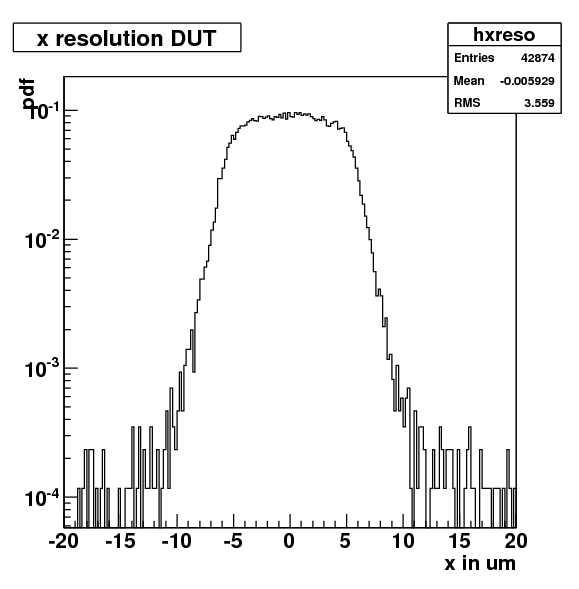 x resolution DUT
hxreso
Entries 42874
Mean -0.005929
RMS 3.559
pdf
10-1
10-2
10-3
10-4
-20 -15 -10 -5 0 5 10 15 20
x in um